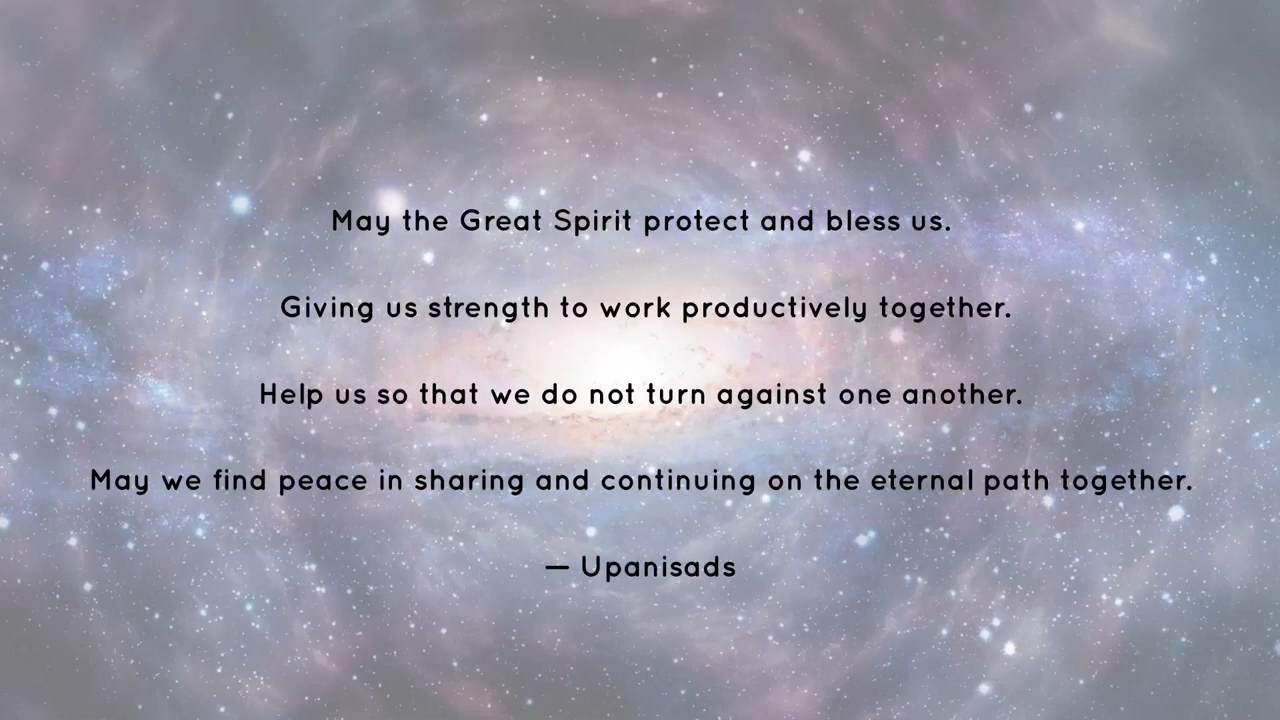 May the Great Spirit protect and bless us.
Giving us strength to work productively together.
Help us so that we do not turn against one another.
May we find peace in sharing and continuing on the eternal path together.
— Upanisads